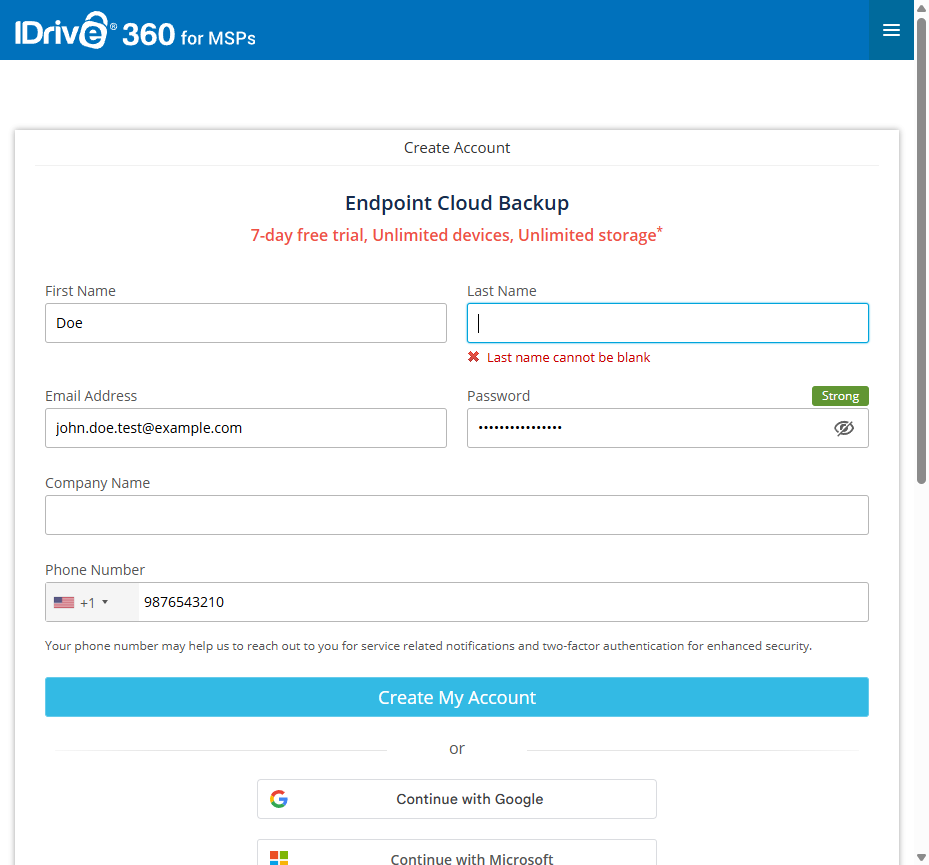 IDrive® 360 for MSPs
Create Account
Endpoint Cloud Backup
7-day free trial, Unlimited devices, Unlimited storage*
First Name
Last Name
Doe
✖ Last name cannot be blank
Email Address
Password
Strong
john.doe.test@example.com
••••••••••••••••
Company Name
Phone Number
+1
9876543210
Your phone number may help us to reach out to you for service related notifications and two-factor authentication for enhanced security.
Create My Account
or
Continue with Google
Continue with Microsoft